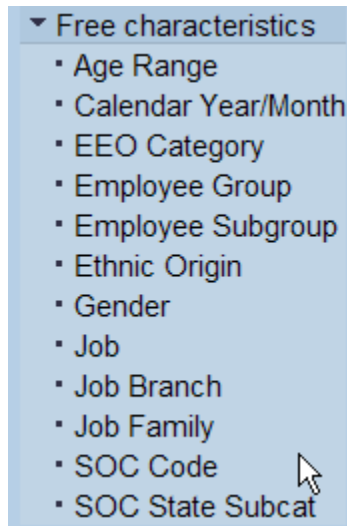 Free characteristics
Age Range
Calendar Year/Month
EEO Category
Employee Group
Employee Subgroup
Ethnic Origin
Gender
Job
Job Branch
Job Family
SOC Code
SOC State Subcat